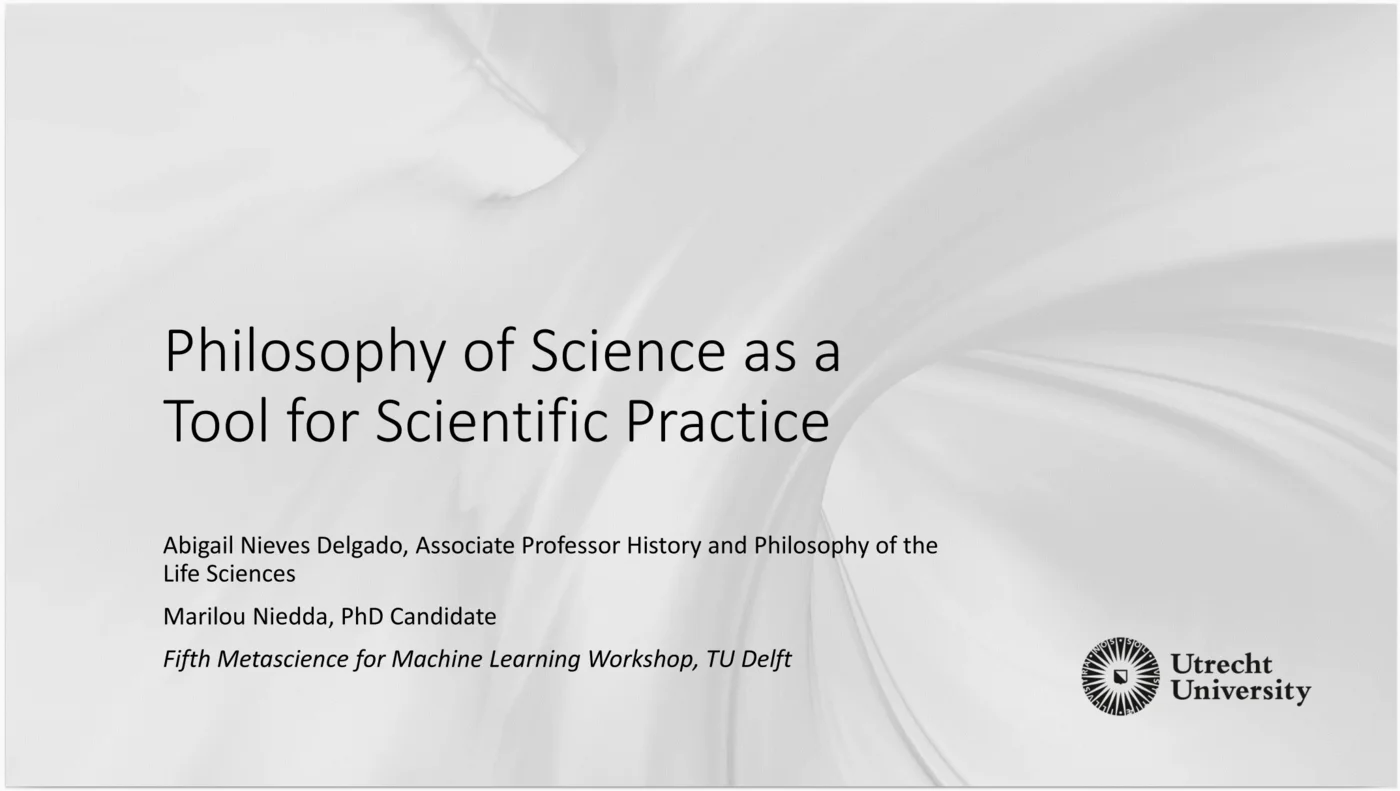 Philosophy of Science as a
Tool for Scientific Practice
Abigail Nieves Delgado, Associate Professor History and Philosophy of the
Life Sciences
Marilou Niedda, PhD Candidate
Fifth Metascience for Machine Learning Workshop, TU Delft
Utrecht
University